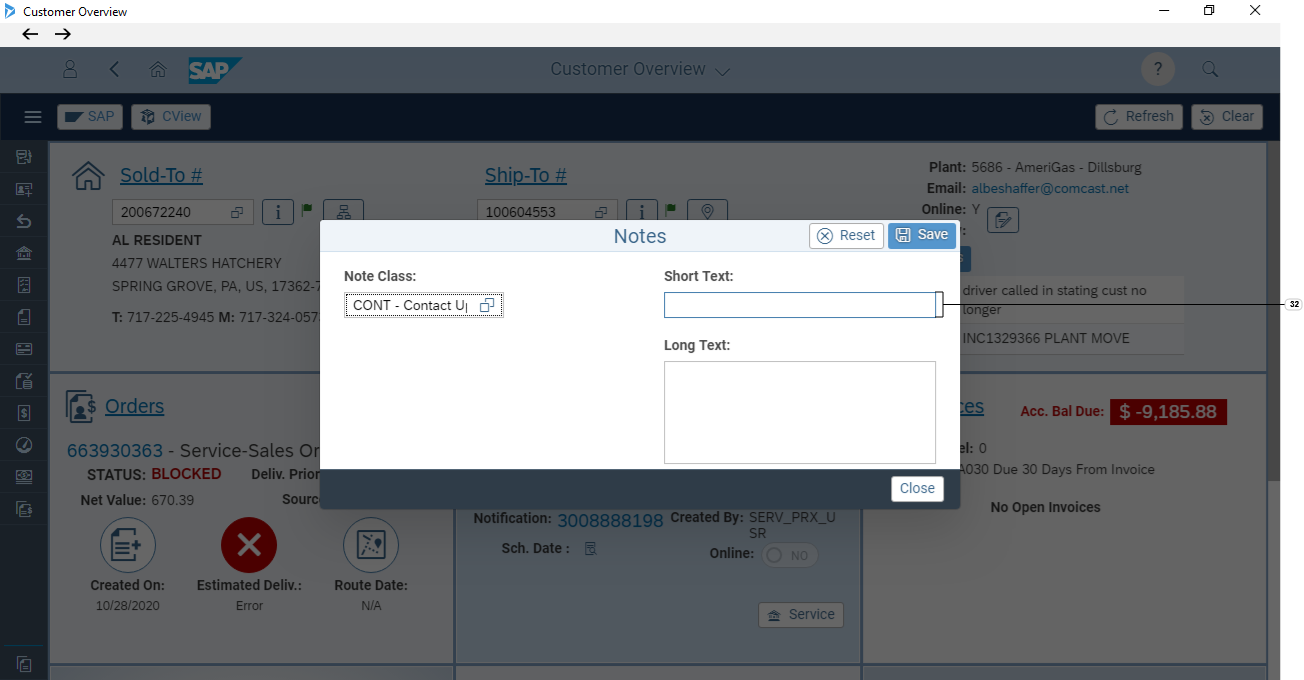 Customer Overview
SAP
Customer Overview
?
SAP
CView
Refresh
Clear
Sold-To #
Ship-To #
Plant: 5686 - AmeriGas - Dillsburg
Email: albeshaffer@comcast.net
Online: Y
200672240
i
100604553
i
AL RESIDENT
4477 WALTERS HATCHERY
SPRING GROVE, PA, US, 17362-7
T: 717-225-4945 M: 717-324-057
driver called in stating cust no
longer
INC1329366 PLANT MOVE
Notes
Reset
Save
Note Class:
Short Text:
CONT - Contact U
32
Long Text:
Close
Orders
Acc. Bal Due:
$ -9,185.88
663930363 - Service-Sales Or
STATUS: BLOCKED
Deliv. Prior
Net Value: 670.39
Sourc
: 0
A030 Due 30 Days From Invoice
No Open Invoices
Created On:
10/28/2020
Estimated Deliv.:
Error
Route Date:
N/A
Notification: 3008888198
Created By: SERV_PRX_U
SR
Sch. Date :
Online:
NO
Service